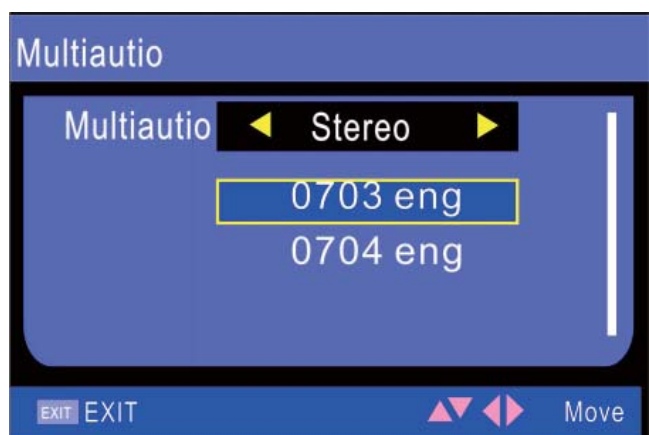 Multiautio
Multiautio Stereo
0703 eng
0704 eng
EXIT EXIT Move